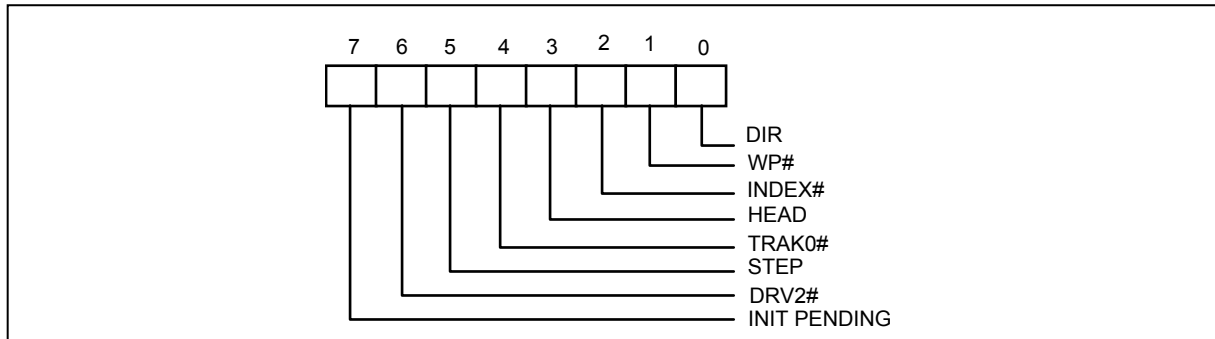 7 6 5 4 3 2 1 0
DIR
WP#
INDEX#
HEAD
TRAK0#
STEP
DRV2#
INIT PENDING